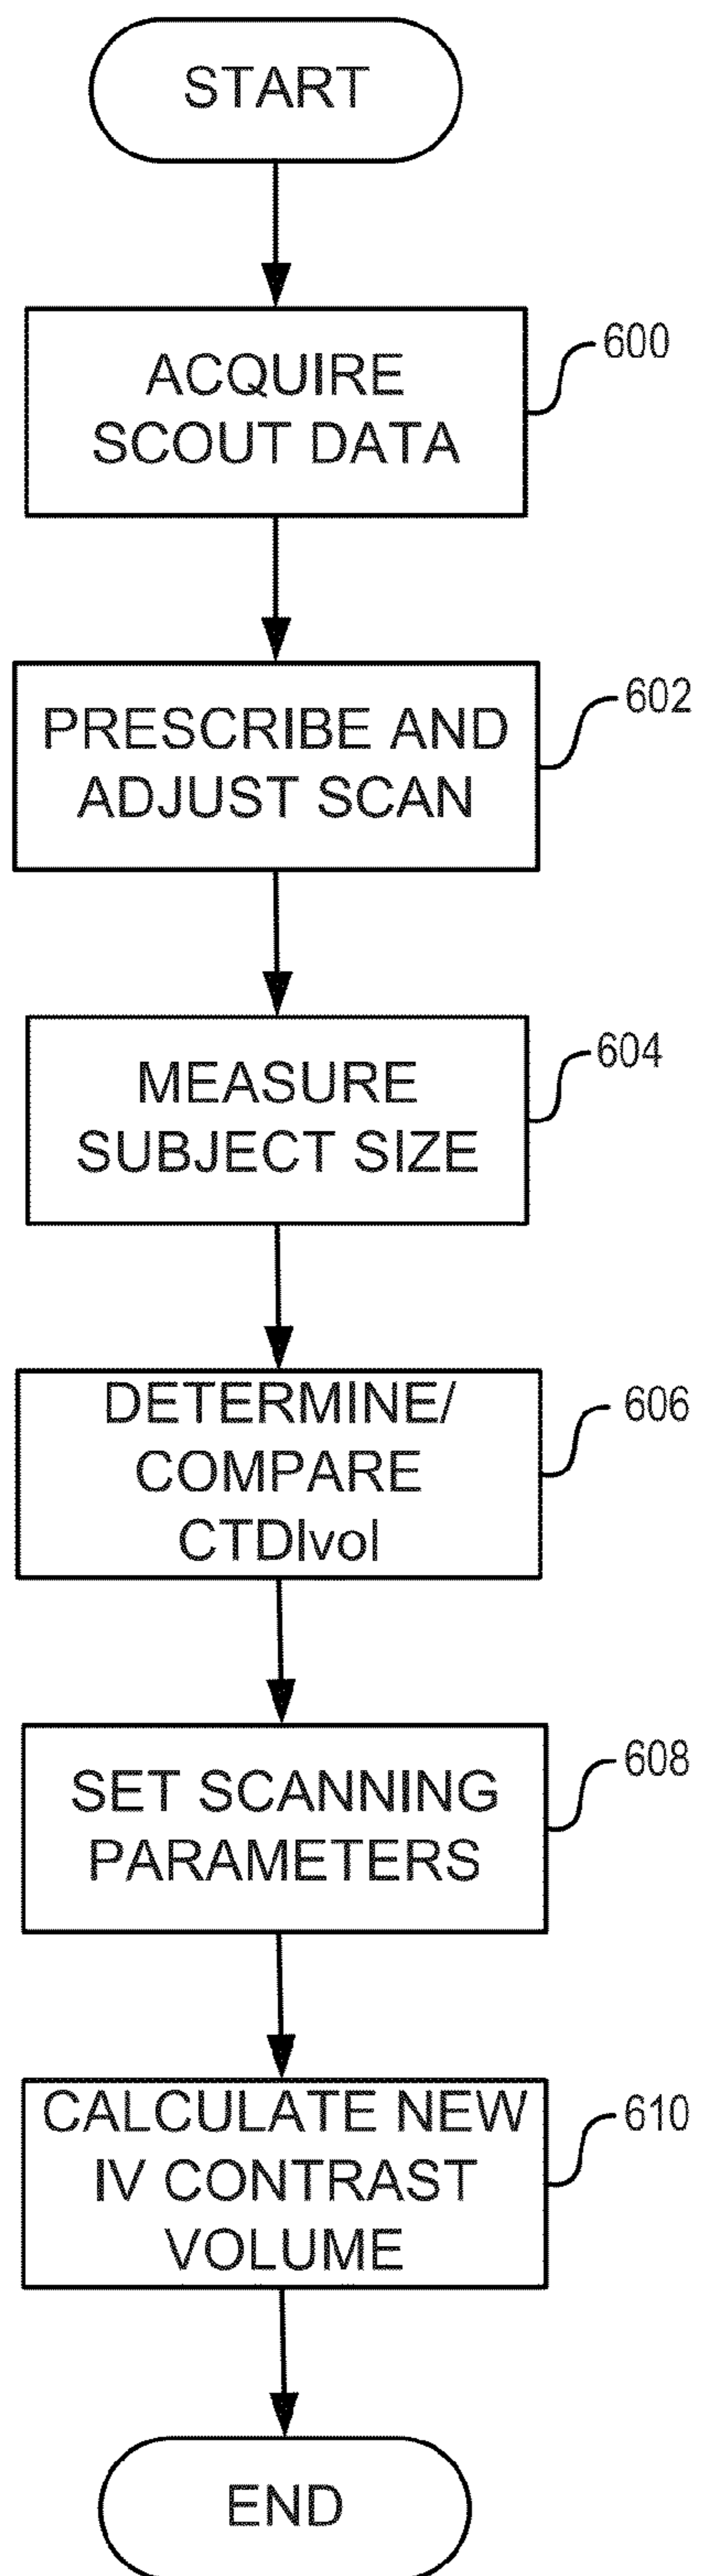 START
ACQUIRE
SCOUT DATA
600
PRESCRIBE AND
ADJUST SCAN
602
MEASURE
SUBJECT SIZE
604
DETERMINE/
COMPARE
CTDIvol
606
SET SCANNING
PARAMETERS
608
CALCULATE NEW
IV CONTRAST
VOLUME
610
END